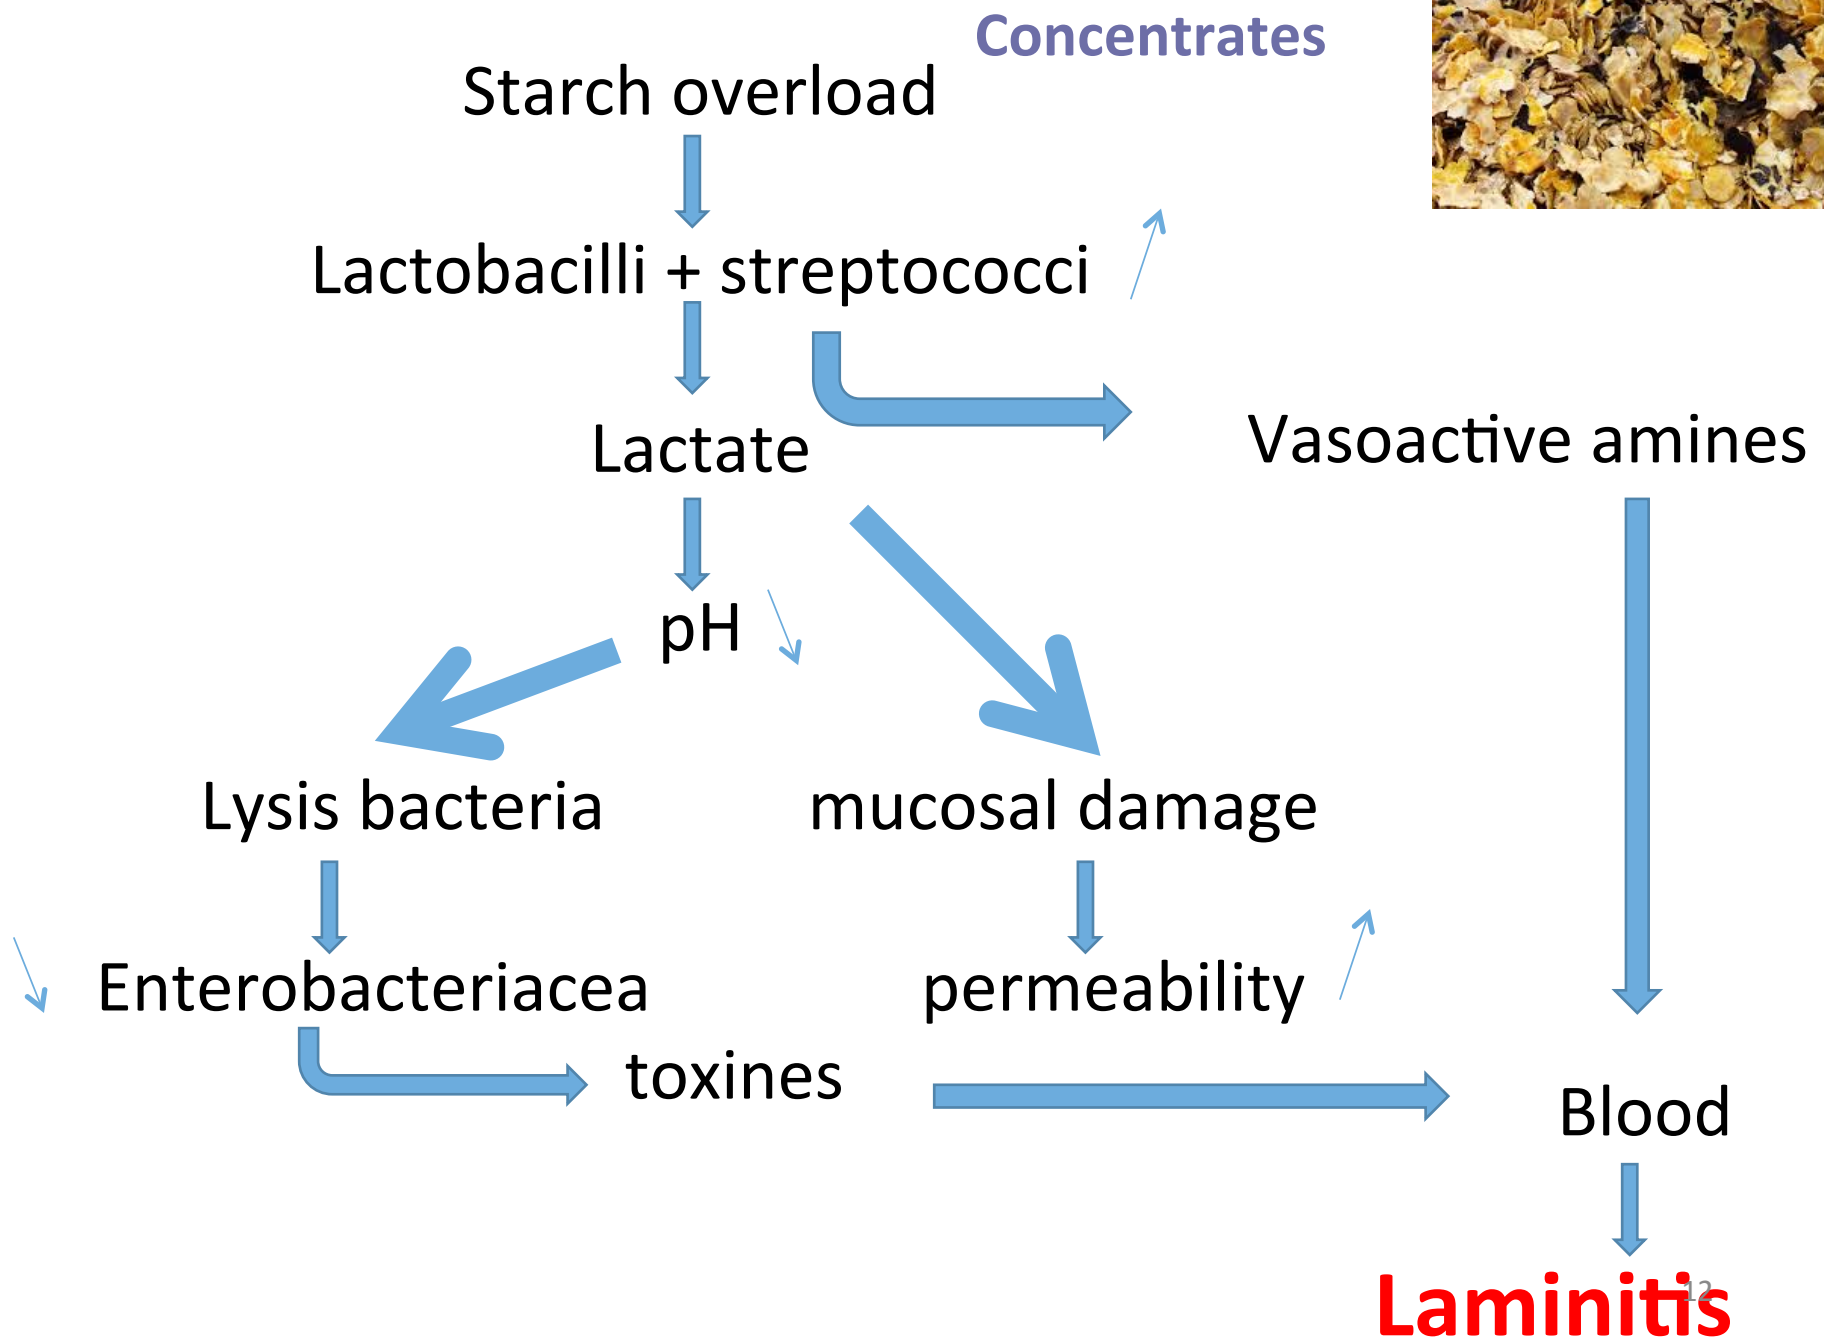 Concentrates
Starch overload
Lactobacilli + streptococci
Lactate
Vasoactive amines
pH
Lysis bacteria
mucosal damage
Enterobacteriacea
permeability
toxines
Blood
Laminitis
12